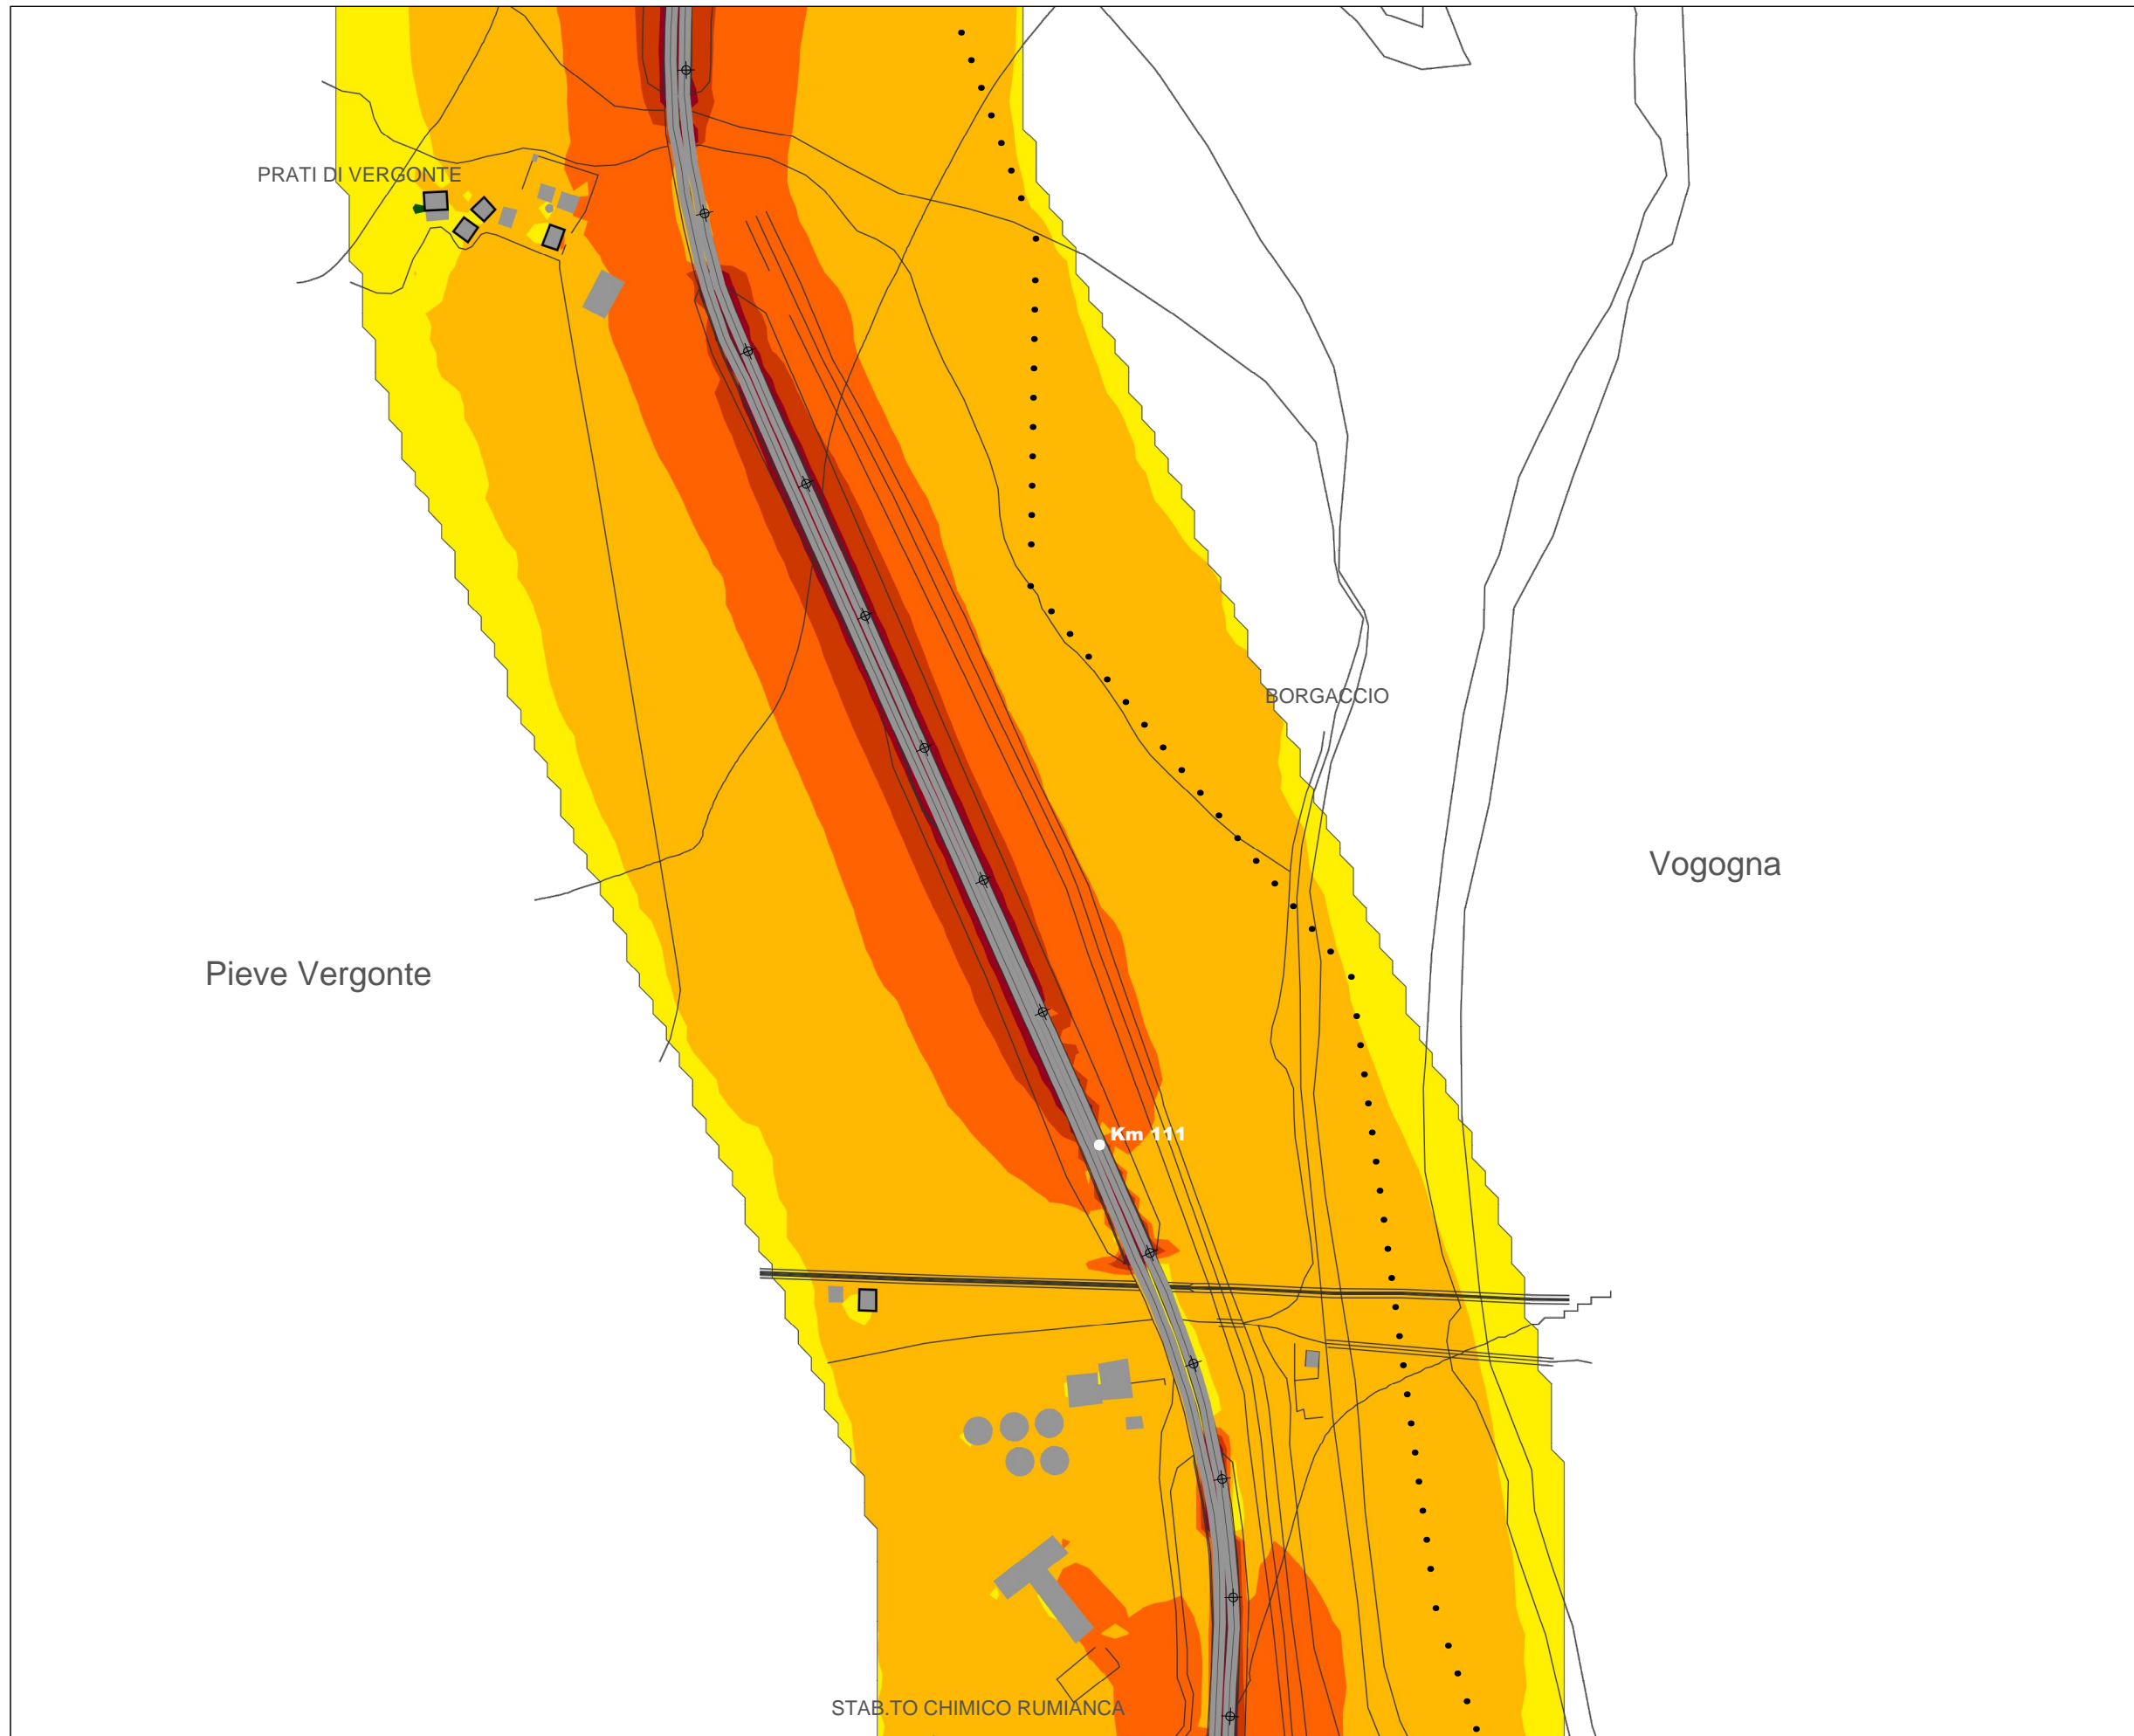 PRATI DI VERGONTE
BORGACCIO
Vogogna
Pieve Vergonte
Km 111
STAB.TO CHIMICO RUMIANCA